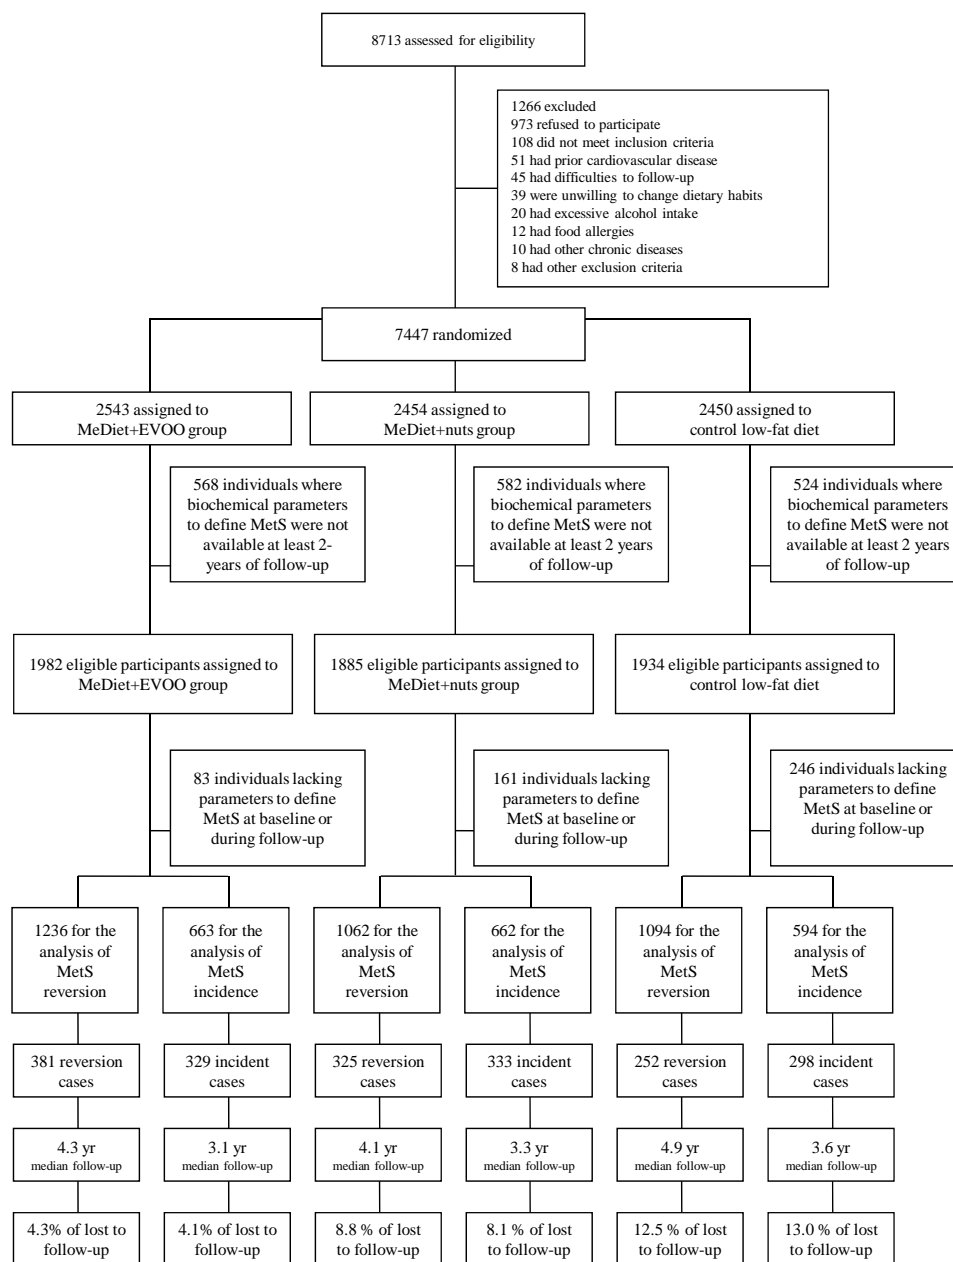 8713 assessed for eligibility
1266 excluded
973 refused to participate
108 did not meet inclusion criteria
51 had prior cardiovascular disease
45 had difficulties to follow-up
39 were unwilling to change dietary habits
20 had excessive alcohol intake
12 had food allergies
10 had other chronic diseases
8 had other exclusion criteria
7447 randomized
2543 assigned to
MeDiet+EVOO group
2454 assigned to
MeDiet+nuts group
2450 assigned to
control low-fat diet
568 individuals where
biochemical parameters
to define MetS were not
available at least 2-
years of follow-up
582 individuals where
biochemical parameters
to define MetS were not
available at least 2 years
of follow-up
524 individuals where
biochemical parameters
to define MetS were not
available at least 2 years
of follow-up
1982 eligible participants assigned to
MeDiet+EVOO group
1885 eligible participants assigned to
MeDiet+nuts group
1934 eligible participants assigned to
control low-fat diet
83 individuals lacking
parameters to define
MetS at baseline or
during follow-up
161 individuals lacking
parameters to define
MetS at baseline or
during follow-up
246 individuals lacking
parameters to define
MetS at baseline or
during follow-up
1236 for the
analysis of
MetS
reversion
663 for the
analysis of
MetS
incidence
1062 for the
analysis of
MetS
reversion
662 for the
analysis of
MetS
incidence
1094 for the
analysis of
MetS
reversion
594 for the
analysis of
MetS
incidence
381 reversion
cases
329 incident
cases
325 reversion
cases
333 incident
cases
252 reversion
cases
298 incident
cases
4.3 yr
median follow-up
3.1 yr
median follow-up
4.1 yr
median follow-up
3.3 yr
median follow-up
4.9 yr
median follow-up
3.6 yr
median follow-up
4.3% of lost to
follow-up
4.1% of lost to
follow-up
8.8 % of lost
to follow-up
8.1 % of lost
to follow-up
12.5 % of lost
to follow-up
13.0 % of lost
to follow-up